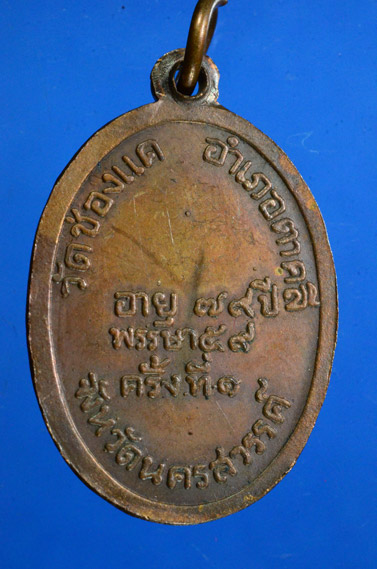 วัดช่องแค อำเภอตาคลี
อายุ ๗๔ ปี
พรรษา ๕๙
ครั้งที่ ๑
จังหวัดนครสวรรค์